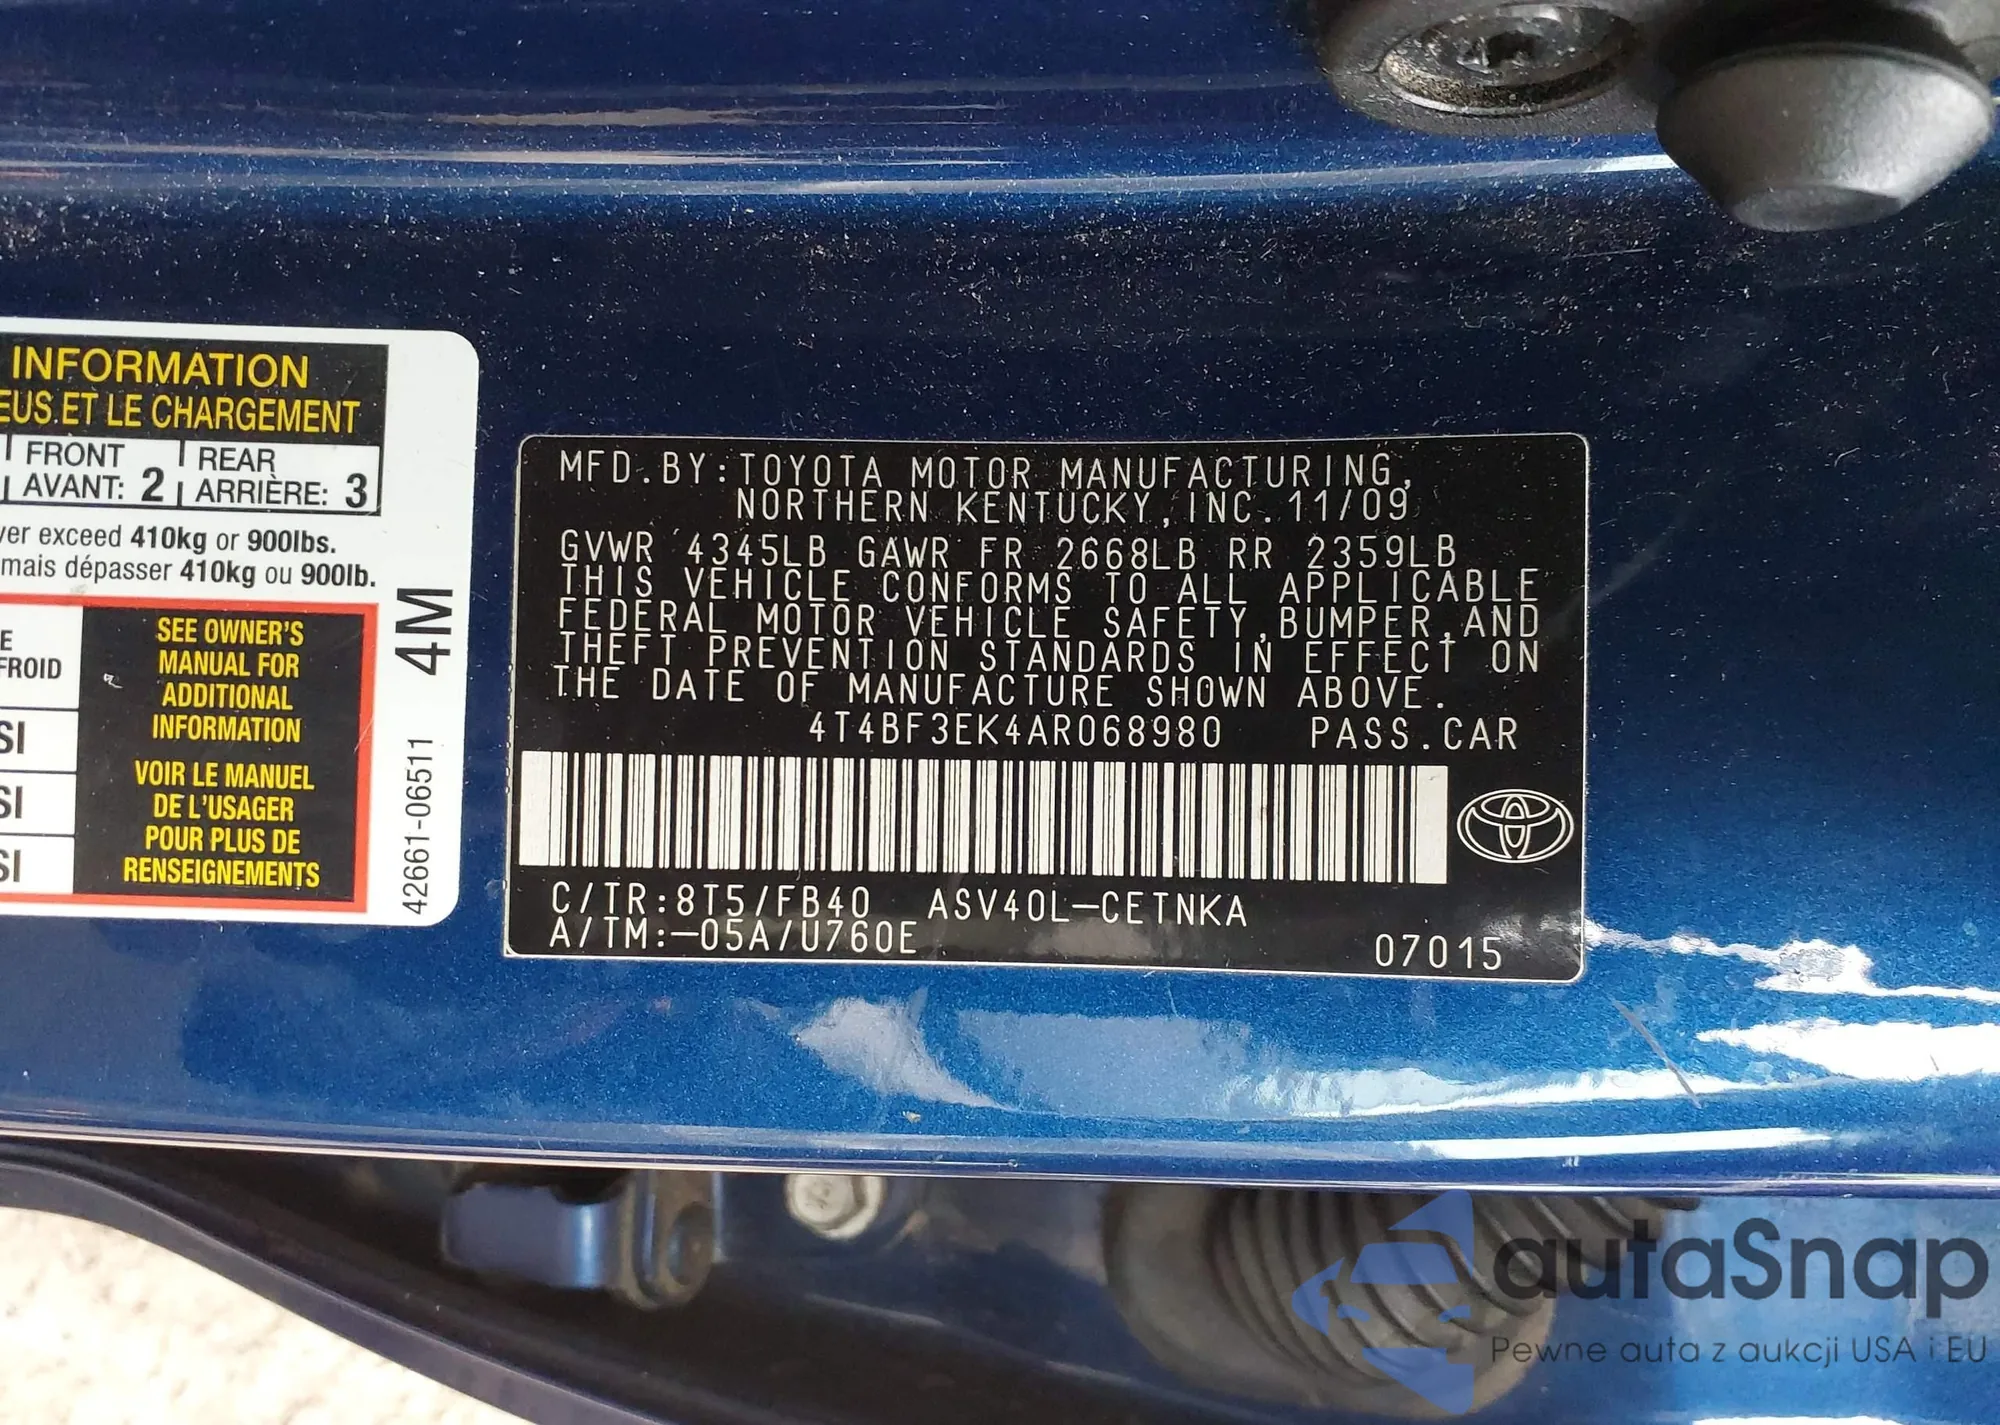 INFORMATION
EUS ET LE CHARGEMENT
FRONT
AVANT: 2
REAR
ARRIÈRE: 3
ver exceed 410kg or 900lbs.
mais dépasser 410kg ou 900lb.
E
FROID
SI
SI
SI
SEE OWNER'S
MANUAL FOR
ADDITIONAL
INFORMATION
VOIR LE MANUEL
DE L'USAGER
POUR PLUS DE
RENSEIGNEMENTS
4M
42661-06511
MFD.BY:TOYOTA MOTOR MANUFACTURING,
NORTHERN KENTUCKY,INC.11/09
GVWR 4345LB GAWR FR 2668LB RR 2359LB
THIS VEHICLE CONFORMS TO ALL APPLICABLE
FEDERAL MOTOR VEHICLE SAFETY,BUMPER,AND
THEFT PREVENTION STANDARDS IN EFFECT ON
THE DATE OF MANUFACTURE SHOWN ABOVE.
4T4BF3EK4AR068980 PASS.CAR
C/TR:8T5/FB40 ASV40L-CETNKA
A/TM:-05A/U760E
07015
autaSnap
Pewne auta z aukcji USA i EU